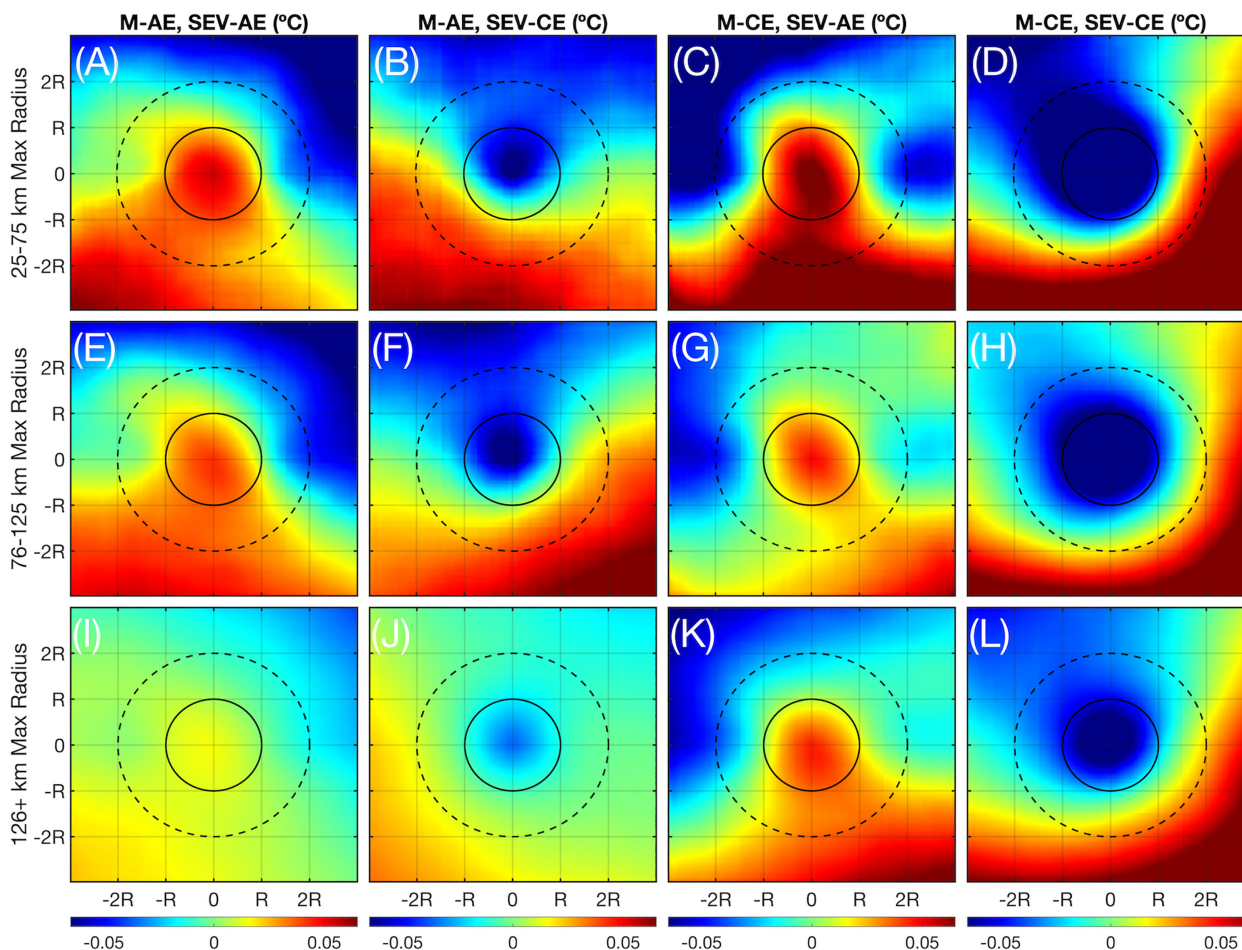 M-AE, SEV-AE (ºC) M-AE, SEV-CE (ºC) M-CE, SEV-AE (ºC) M-CE, SEV-CE (ºC)
25-75 km Max Radius
(A) (B) (C) (D)
2R
R
0
-R
-2R
76-125 km Max Radius
(E) (F) (G) (H)
2R
R
0
-R
-2R
126+ km Max Radius
(I) (J) (K) (L)
2R
R
0
-R
-2R
-2R -R 0 R 2R -2R -R 0 R 2R -2R -R 0 R 2R -2R -R 0 R 2R
-0.05 0 0.05 -0.05 0 0.05 -0.05 0 0.05 -0.05 0 0.05